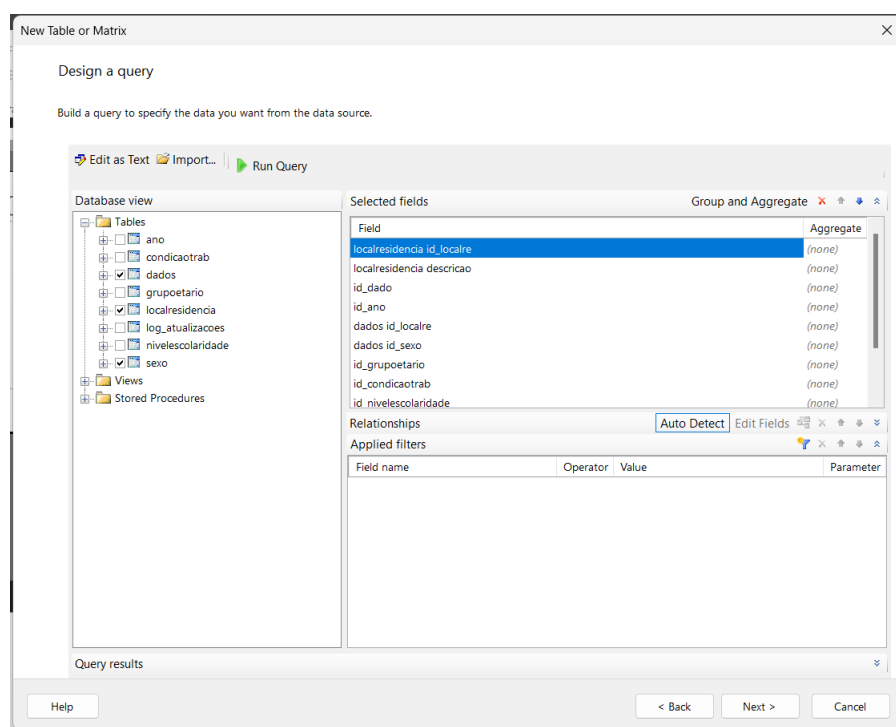 New Table or Matrix
Design a query
Build a query to specify the data you want from the data source.
Edit as Text Import... Run Query
Database view
Tables
ano
condicaotrab
dados
grupoetario
localresidencia
log_atualizacoes
nivelescolaridade
sexo
Views
Stored Procedures
Selected fields Group and Aggregate
Field Aggregate
localresidencia id_localre (none)
localresidencia descricao (none)
id_dado (none)
id_ano (none)
dados id_localre (none)
dados id_sexo (none)
id_grupoetario (none)
id_condicaotrab (none)
id_nivelescolaridade (none)
Relationships Auto Detect Edit Fields
Applied filters
Field name Operator Value Parameter
Query results
Help < Back Next > Cancel